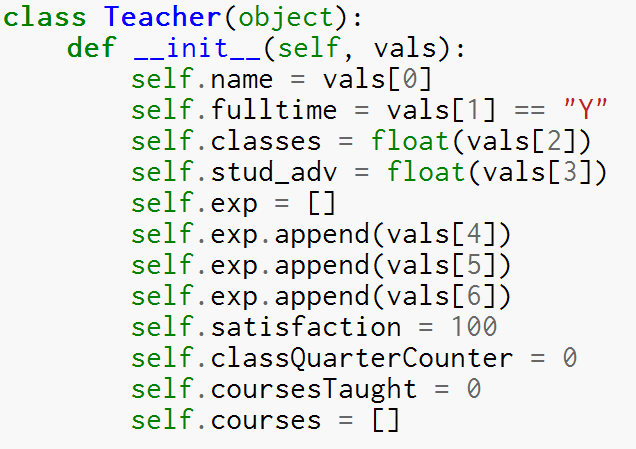 class Teacher(object):
    def __init__(self, vals):
        self.name = vals[0]
        self.fulltime = vals[1] == "Y"
        self.classes = float(vals[2])
        self.stud_adv = float(vals[3])
        self.exp = []
        self.exp.append(vals[4])
        self.exp.append(vals[5])
        self.exp.append(vals[6])
        self.satisfaction = 100
        self.classQuarterCounter = 0
        self.coursesTaught = 0
        self.courses = []